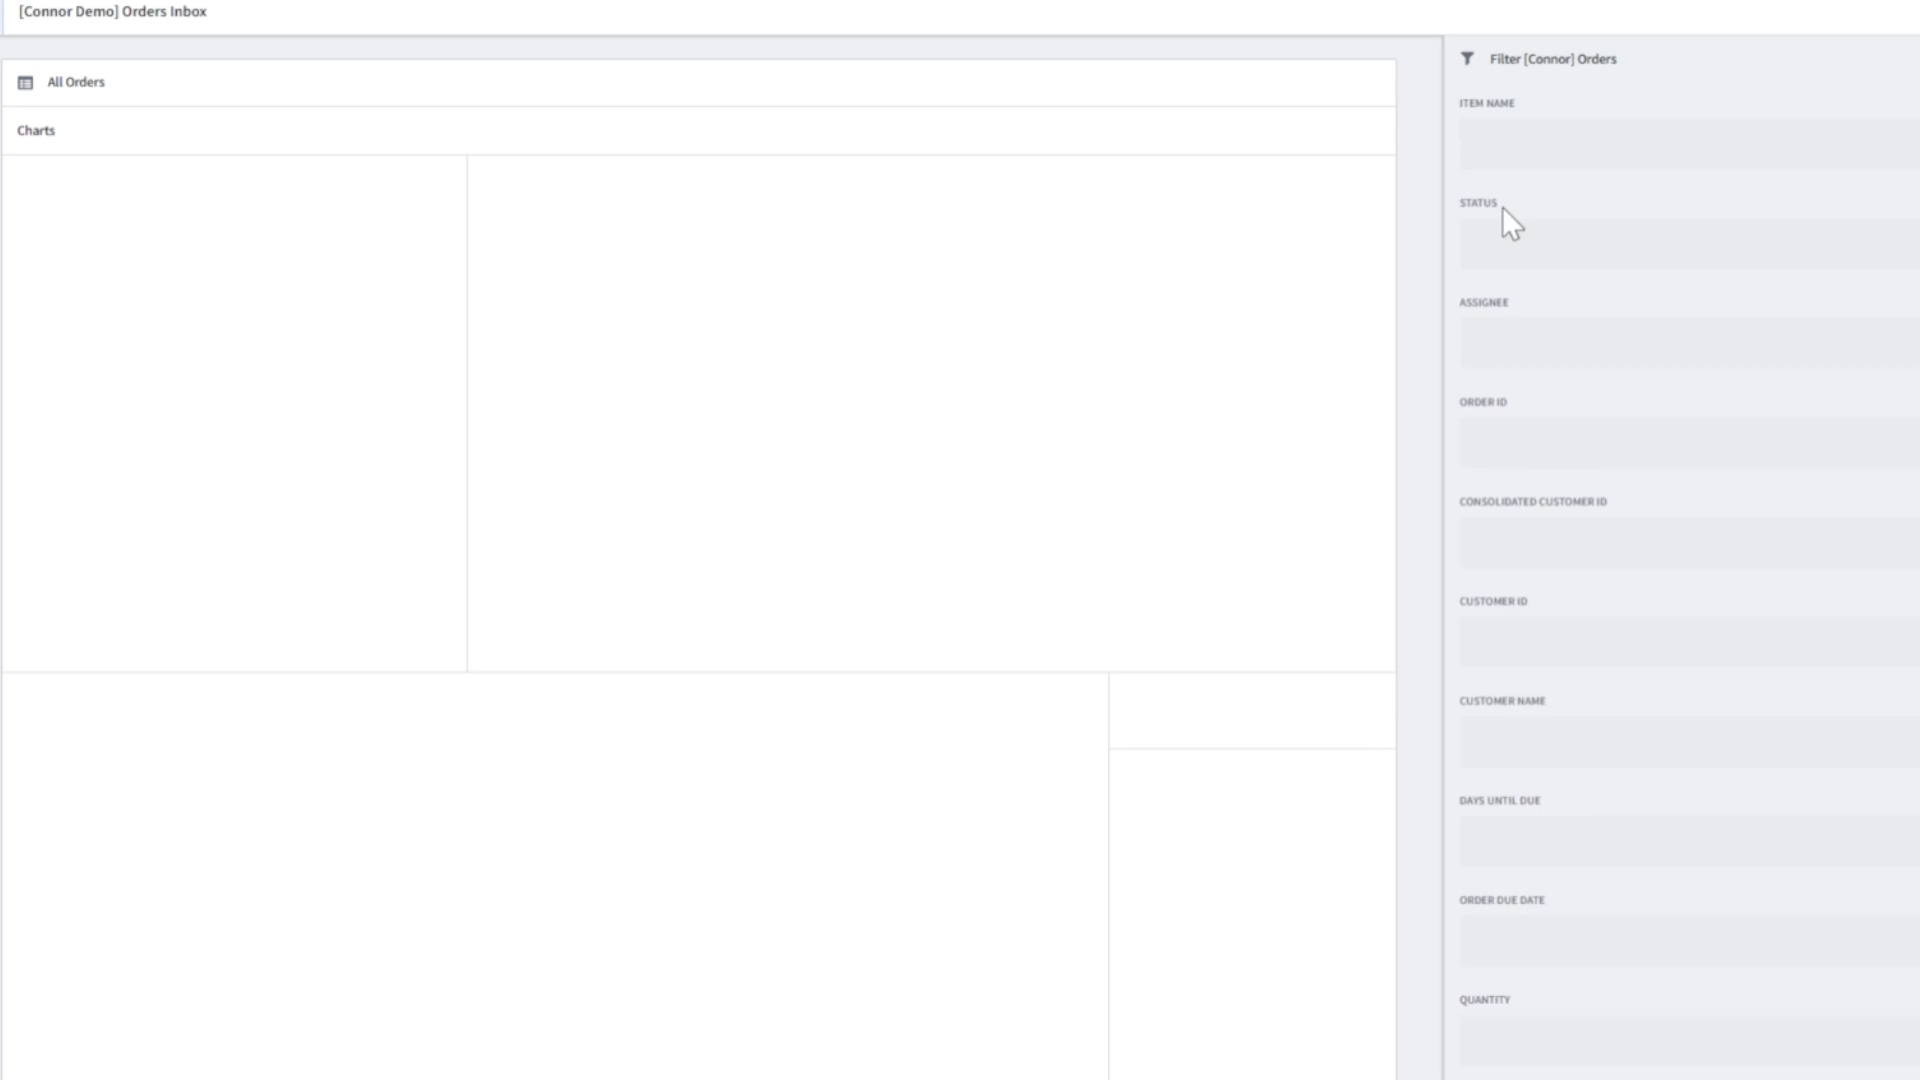 [Connor Demo] Orders Inbox
All Orders
Charts
Filter [Connor] Orders
ITEM NAME
STATUS
ASSIGNEE
ORDER ID
CONSOLIDATED CUSTOMER ID
CUSTOMER ID
CUSTOMER NAME
DAYS UNTIL DUE
ORDER DUE DATE
QUANTITY